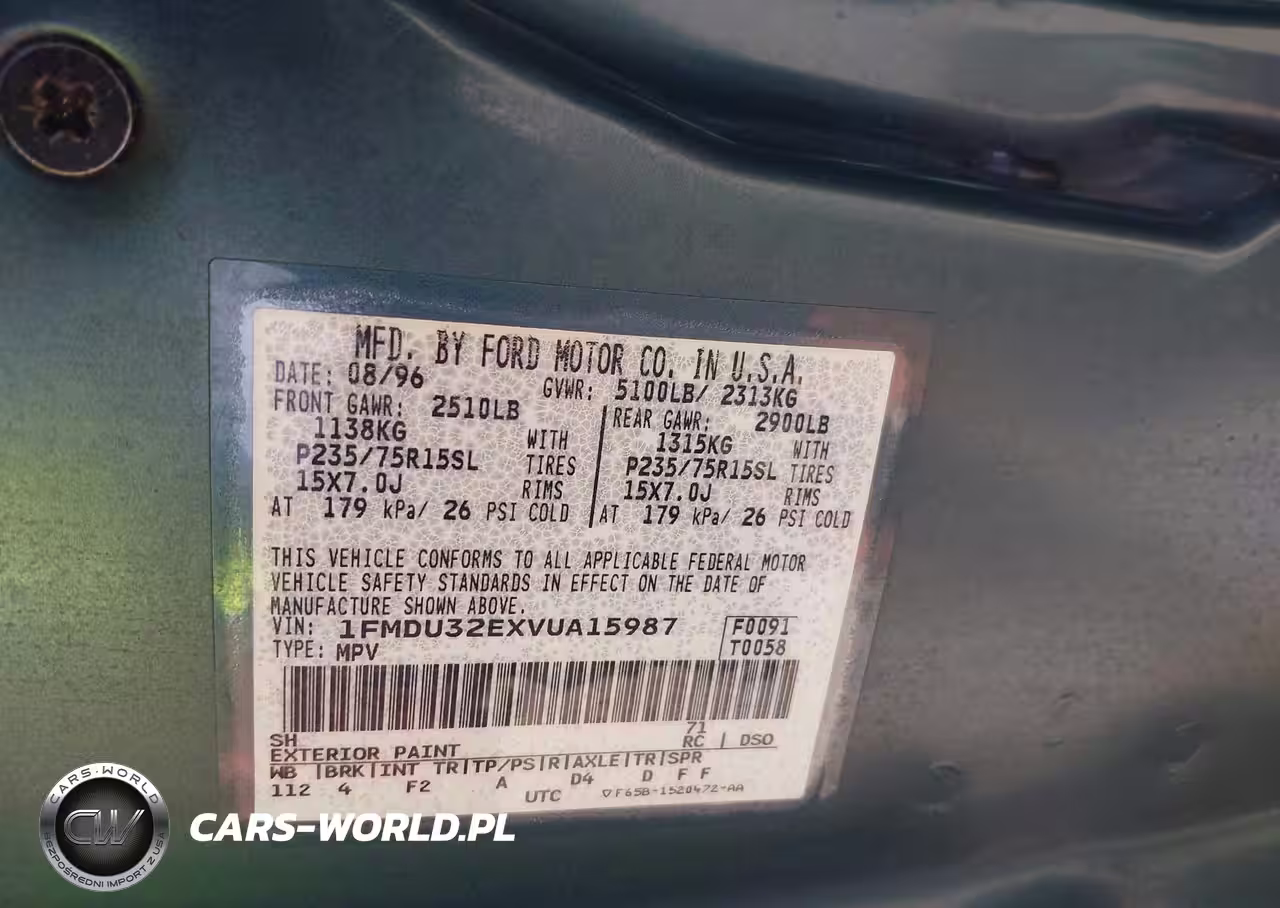 MFD. BY FORD MOTOR CO. IN U.S.A.
DATE: 08/96 GVWR: 5100LB/ 2313KG
FRONT GAWR: 2510LB REAR GAWR: 2900LB
1138KG WITH 1315KG WITH
P235/75R15SL TIRES P235/75R15SL TIRES
15X7.0J RIMS 15X7.0J RIMS
AT 179 kPa/ 26 PSI COLD AT 179 kPa/ 26 PSI COLD
THIS VEHICLE CONFORMS TO ALL APPLICABLE FEDERAL MOTOR
VEHICLE SAFETY STANDARDS IN EFFECT ON THE DATE OF
MANUFACTURE SHOWN ABOVE.
VIN: 1FMDU32EXVUA15987 F0091
TYPE: MPV T0058
SH 71
EXTERIOR PAINT RC | DSO
WB |BRK|INT TR|TP/PS|R|AXLE|TR|SPR
112 4 F2 A D4 D F F
UTC ▽F65B-1520472-AA
CARS-WORLD
CW
BEZPOŚREDNI IMPORT Z USA
CARS-WORLD.PL